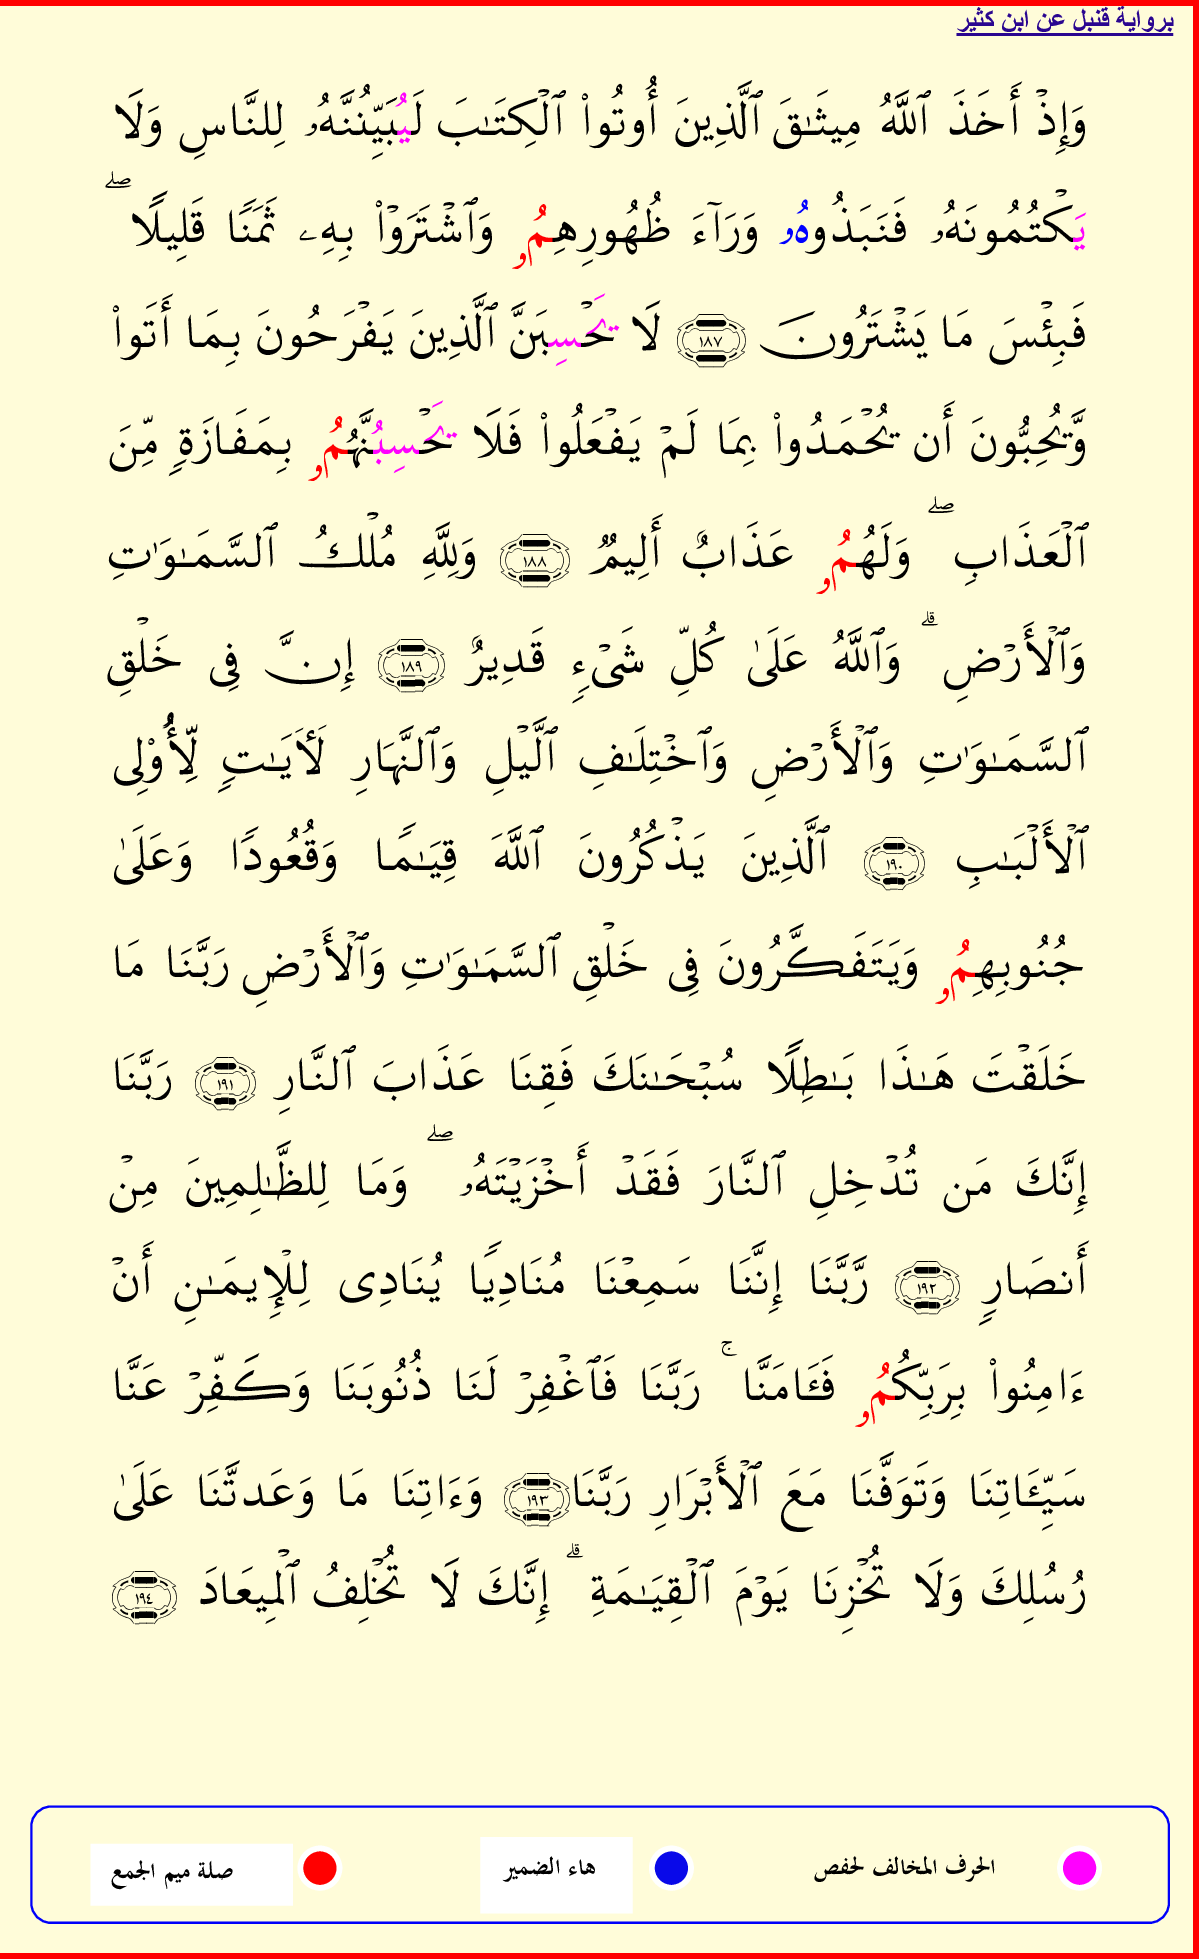 برواية قنبل عن ابن كثير
وَإِذۡ أَخَذَ ٱللَّهُ مِيثَٰقَ ٱلَّذِينَ أُوتُواْ ٱلۡكِتَٰبَ لَيُبَيِّنُنَّهُۥ لِلنَّاسِ وَلَا
يَكۡتُمُونَهُۥ فَنَبَذُوهُۥ وَرَآءَ ظُهُورِهِمُۥ وَٱشۡتَرَوۡاْ بِهِۦ ثَمَنٗا قَلِيلٗاۖ
فَبِئۡسَ مَا يَشۡتَرُونَ ١٨٧ لَا يَحۡسِبَنَّ ٱلَّذِينَ يَفۡرَحُونَ بِمَا أَتَواْ
وَّيُحِبُّونَ أَن يُحۡمَدُواْ بِمَا لَمۡ يَفۡعَلُواْ فَلَا يَحۡسِبُنَّهُمُۥ بِمَفَازَةٖ مِّنَ
ٱلۡعَذَابِۖ وَلَهُمُۥ عَذَابٌ أَلِيمٞ ١٨٨ وَلِلَّهِ مُلۡكُ ٱلسَّمَٰوَٰتِ
وَٱلۡأَرۡضِۗ وَٱللَّهُ عَلَىٰ كُلِّ شَيۡءٖ قَدِيرٌ ١٨٩ إِنَّ فِي خَلۡقِ
ٱلسَّمَٰوَٰتِ وَٱلۡأَرۡضِ وَٱخۡتِلَٰفِ ٱلَّيۡلِ وَٱلنَّهَارِ لَأٓيَٰتٖ لِّأُوْلِي
ٱلۡأَلۡبَٰبِ ١٩٠ ٱلَّذِينَ يَذۡكُرُونَ ٱللَّهَ قِيَٰمٗا وَقُعُودٗا وَعَلَىٰ
جُنُوبِهِمُۥ وَيَتَفَكَّرُونَ فِي خَلۡقِ ٱلسَّمَٰوَٰتِ وَٱلۡأَرۡضِ رَبَّنَا مَا
خَلَقۡتَ هَٰذَا بَٰطِلٗا سُبۡحَٰنَكَ فَقِنَا عَذَابَ ٱلنَّارِ ١٩١ رَبَّنَا
إِنَّكَ مَن تُدۡخِلِ ٱلنَّارَ فَقَدۡ أَخۡزَيۡتَهُۥۖ وَمَا لِلظَّٰلِمِينَ مِنۡ
أَنصَارٖ ١٩٢ رَّبَّنَا إِنَّنَا سَمِعۡنَا مُنَادِيٗا يُنَادِي لِلۡإِيمَٰنِ أَنۡ
ءَامِنُواْ بِرَبِّكُمُۥ فَـَٔامَنَّاۚ رَبَّنَا فَٱغۡفِرۡ لَنَا ذُنُوبَنَا وَكَفِّرۡ عَنَّا
سَيِّـَٔاتِنَا وَتَوَفَّنَا مَعَ ٱلۡأَبۡرَارِ رَبَّنَا ١٩٣ وَءَاتِنَا مَا وَعَدتَّنَا عَلَىٰ
رُسُلِكَ وَلَا تُخۡزِنَا يَوۡمَ ٱلۡقِيَٰمَةِۗ إِنَّكَ لَا تُخۡلِفُ ٱلۡمِيعَادَ ١٩٤
الحرف المخالف لحفص هاء الضمير صلة ميم الجمع